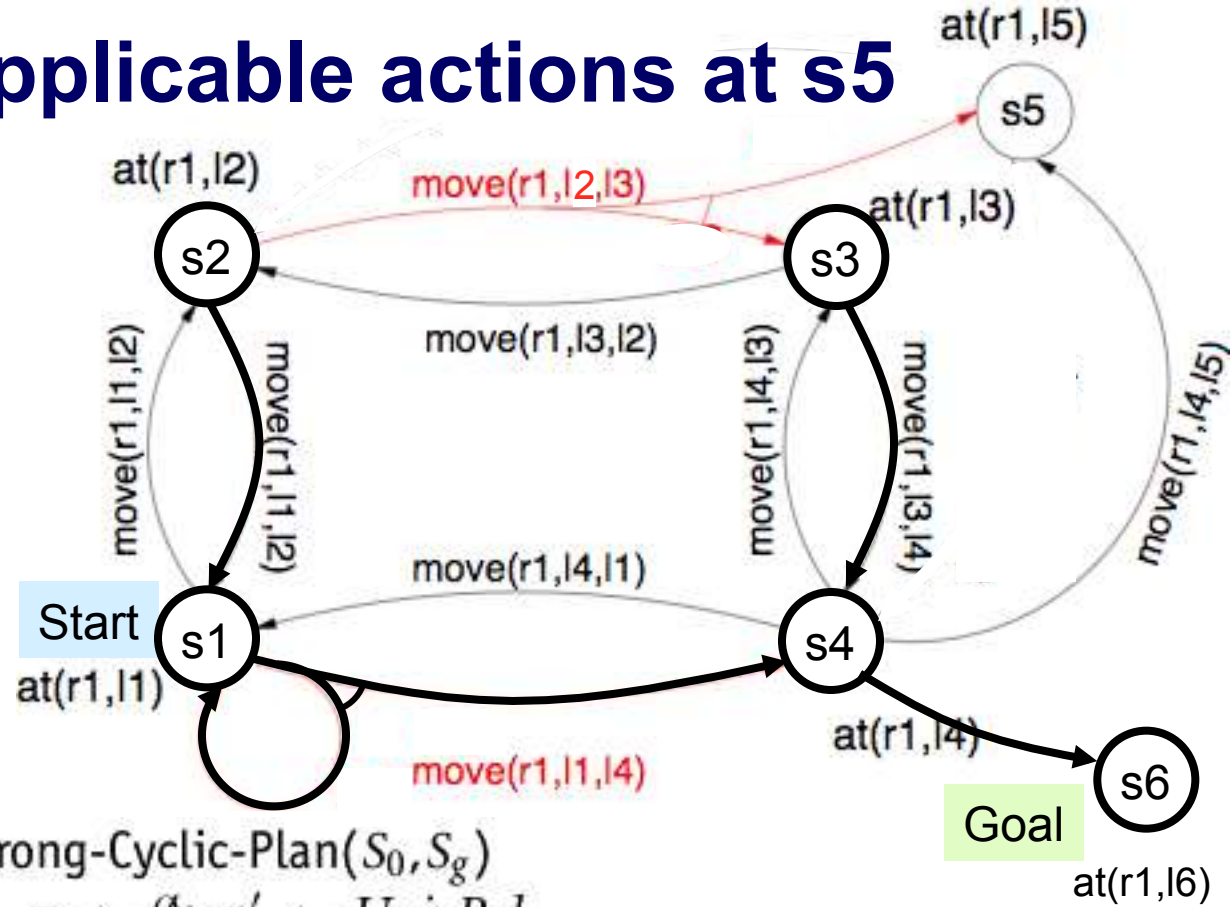 at(r1,l5)
pplicable actions at s5
s5
at(r1,l2)
move(r1,l2,l3)
at(r1,l3)
s2
s3
move(r1,l3,l2)
move(r1,l1,l2)
move(r1,l1,l2)
move(r1,l4,l3)
move(r1,l3,l4)
move(r1,l4,l5)
move(r1,l4,l1)
Start
s1
s4
at(r1,l1)
at(r1,l4)
move(r1,l1,l4)
s6
Goal
rong-Cyclic-Plan(S0,Sg)
at(r1,l6)